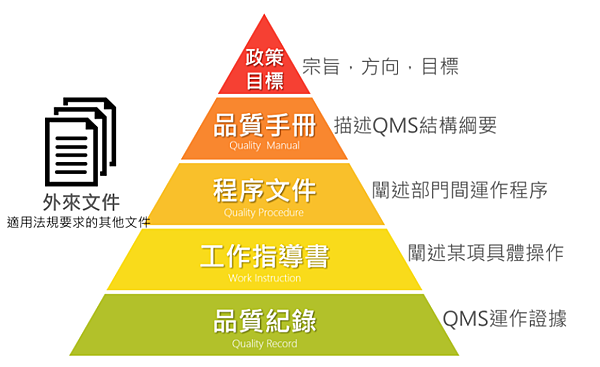 政策
目標
宗旨，方向，目標
品質手冊
Quality Manual
描述QMS結構綱要
外來文件
適用法規要求的其他文件
程序文件
Quality Procedure
闡述部門間運作程序
工作指導書
Work Instruction
闡述某項具體操作
品質紀錄
Quality Record
QMS運作證據